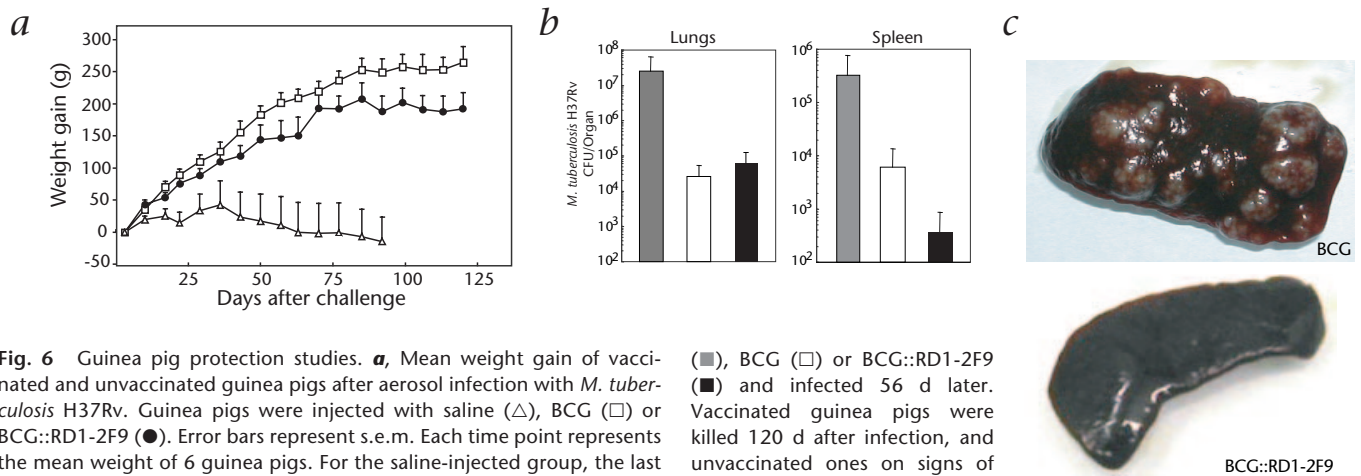 a
300
250
200
150
100
50
0
-50
Weight gain (g)
25 50 75 100 125
Days after challenge
b
Lungs
10⁸
10⁷
10⁶
10⁵
10⁴
10³
10²
M. tuberculosis H37Rv
CFU/Organ
Spleen
10⁶
10⁵
10⁴
10³
10²
c
BCG
BCG::RD1-2F9
Fig. 6 Guinea pig protection studies. a, Mean weight gain of vacci-
nated and unvaccinated guinea pigs after aerosol infection with M. tuber-
culosis H37Rv. Guinea pigs were injected with saline (△), BCG (□) or
BCG::RD1-2F9 (●). Error bars represent s.e.m. Each time point represents
the mean weight of 6 guinea pigs. For the saline-injected group, the last
(■), BCG (□) or BCG::RD1-2F9
(■) and infected 56 d later.
Vaccinated guinea pigs were
killed 120 d after infection, and
unvaccinated ones on signs of